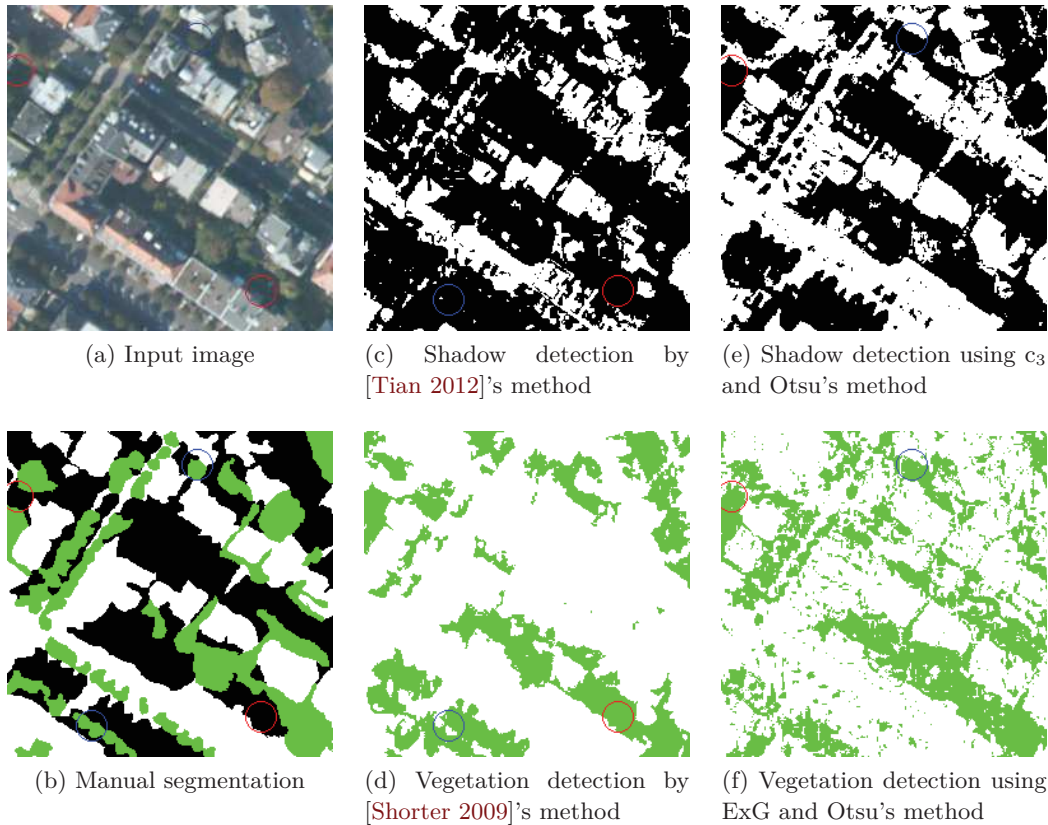 (a) Input image
(c) Shadow detection by
[Tian 2012]'s method
(e) Shadow detection using c₃
and Otsu's method
(b) Manual segmentation
(d) Vegetation detection by
[Shorter 2009]'s method
(f) Vegetation detection using
ExG and Otsu's method